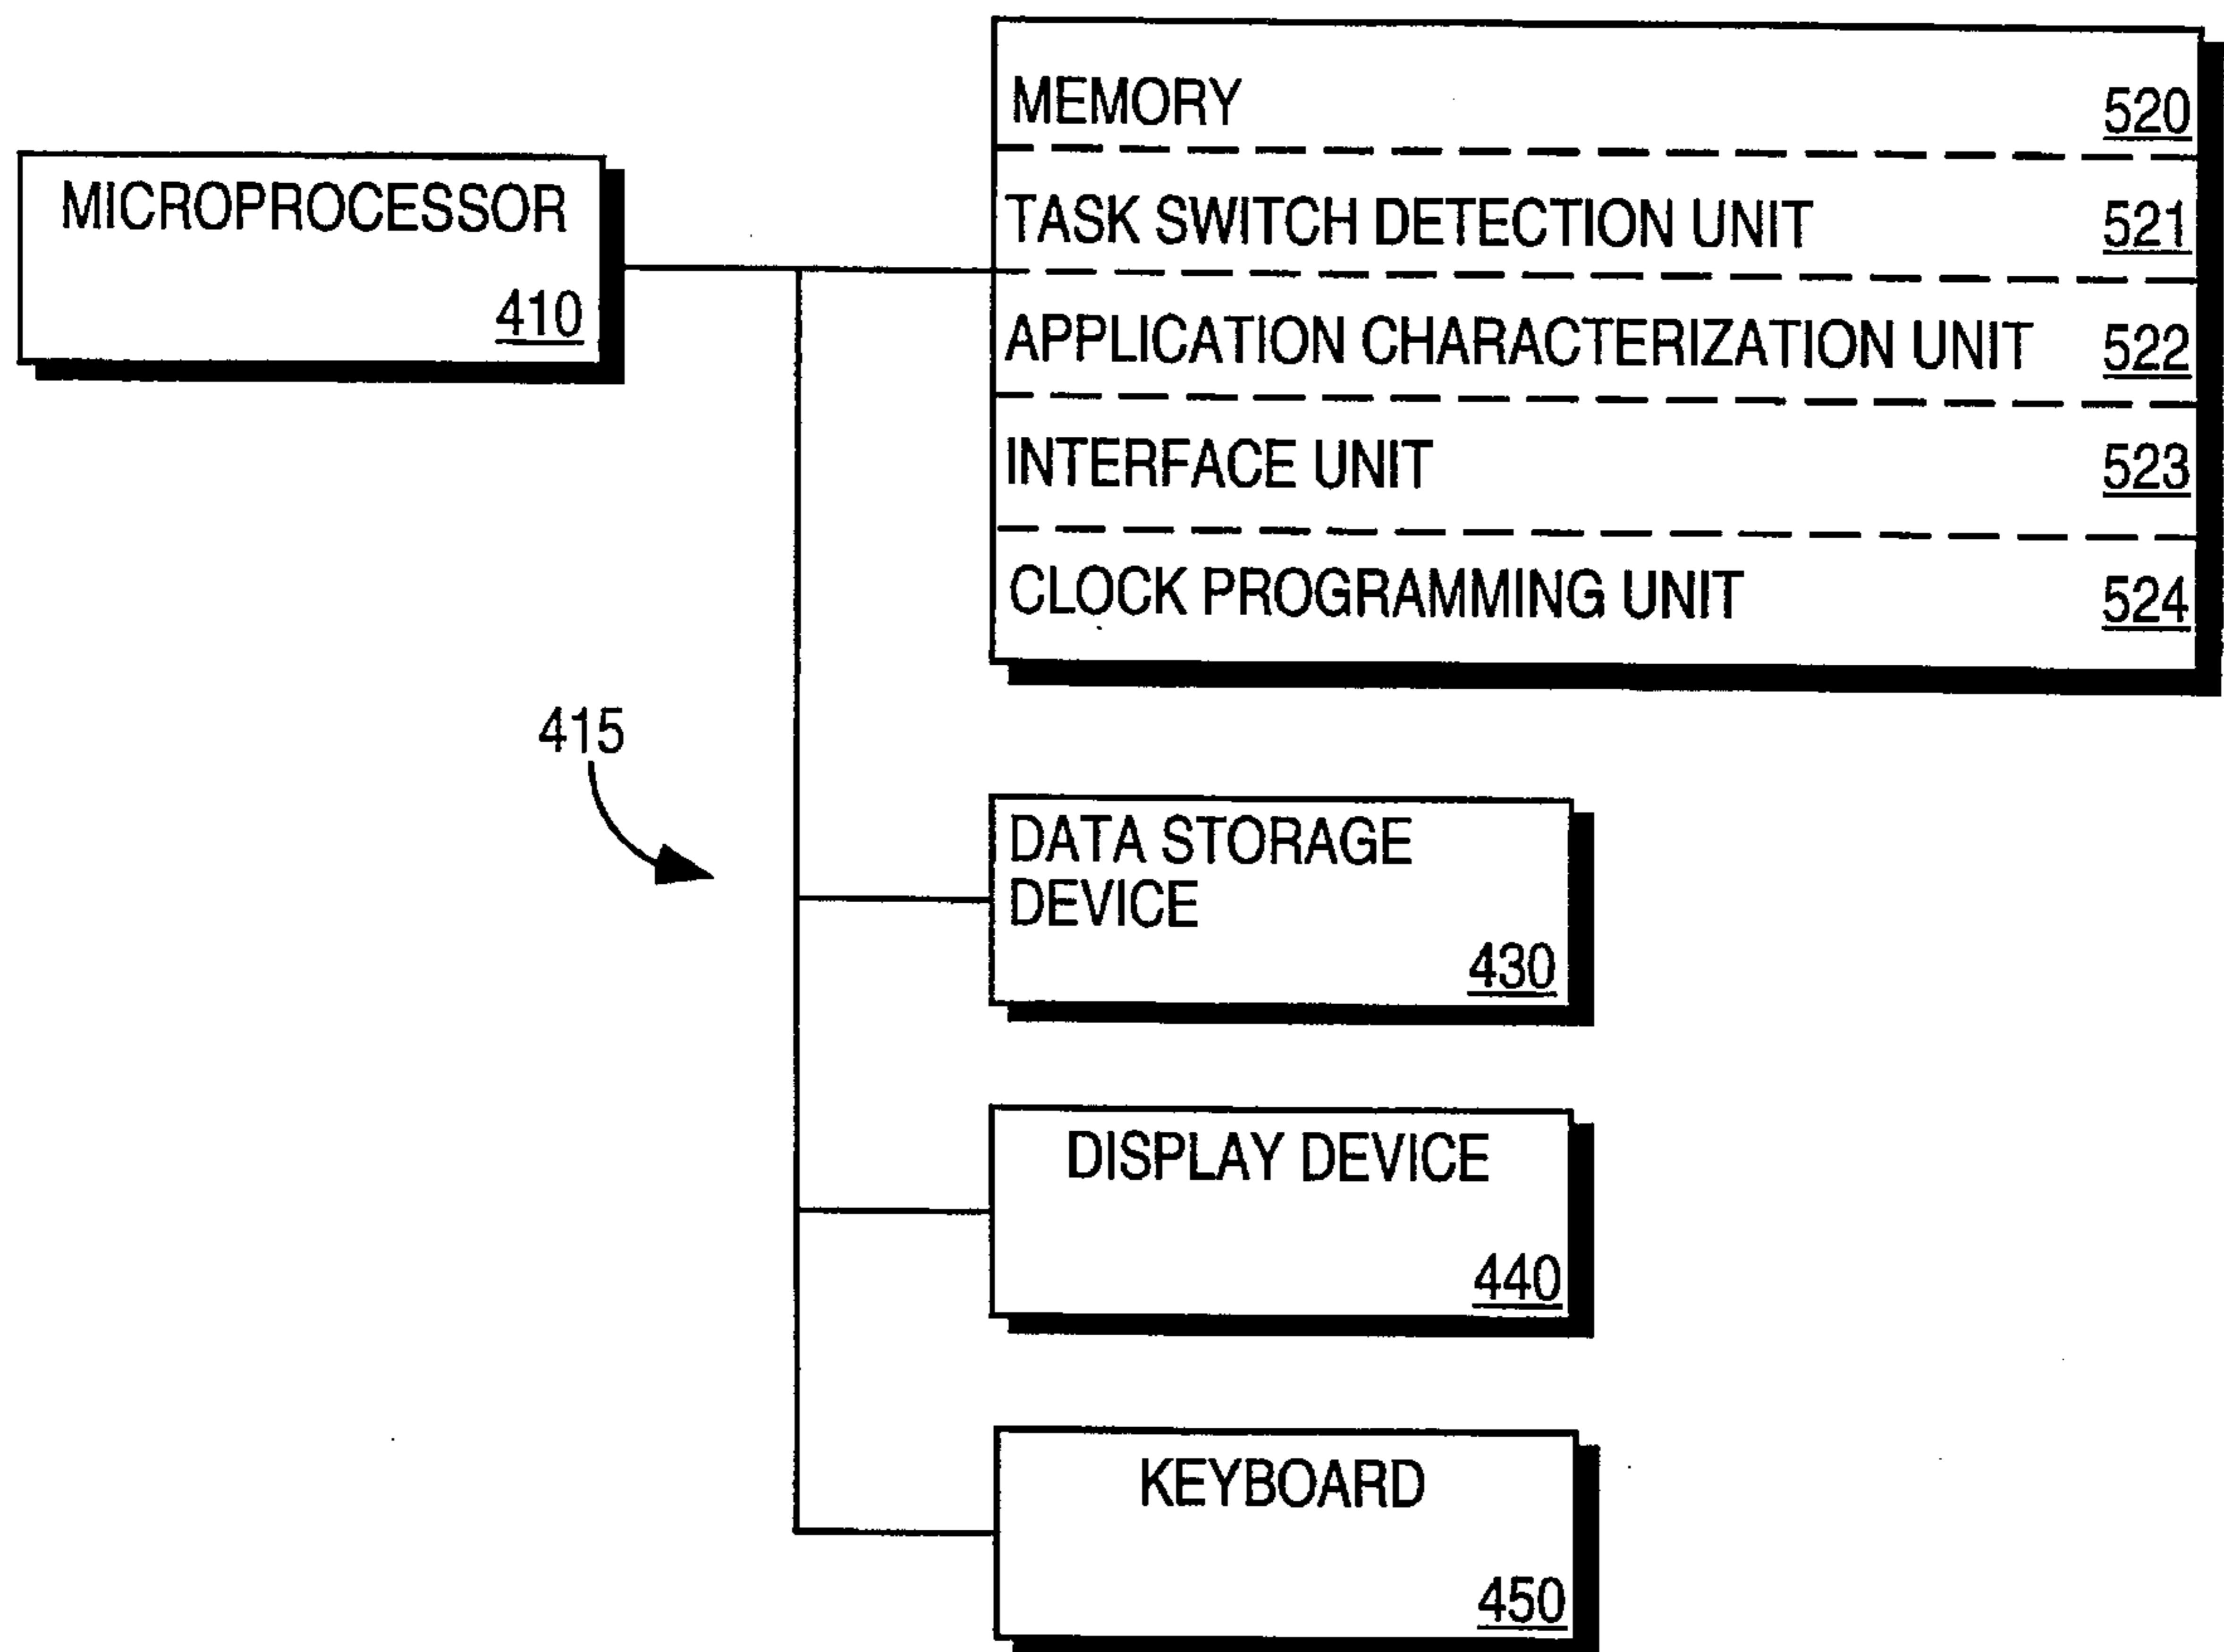 MICROPROCESSOR
410
MEMORY 520
TASK SWITCH DETECTION UNIT 521
APPLICATION CHARACTERIZATION UNIT 522
INTERFACE UNIT 523
CLOCK PROGRAMMING UNIT 524
415
DATA STORAGE
DEVICE
430
DISPLAY DEVICE
440
KEYBOARD
450